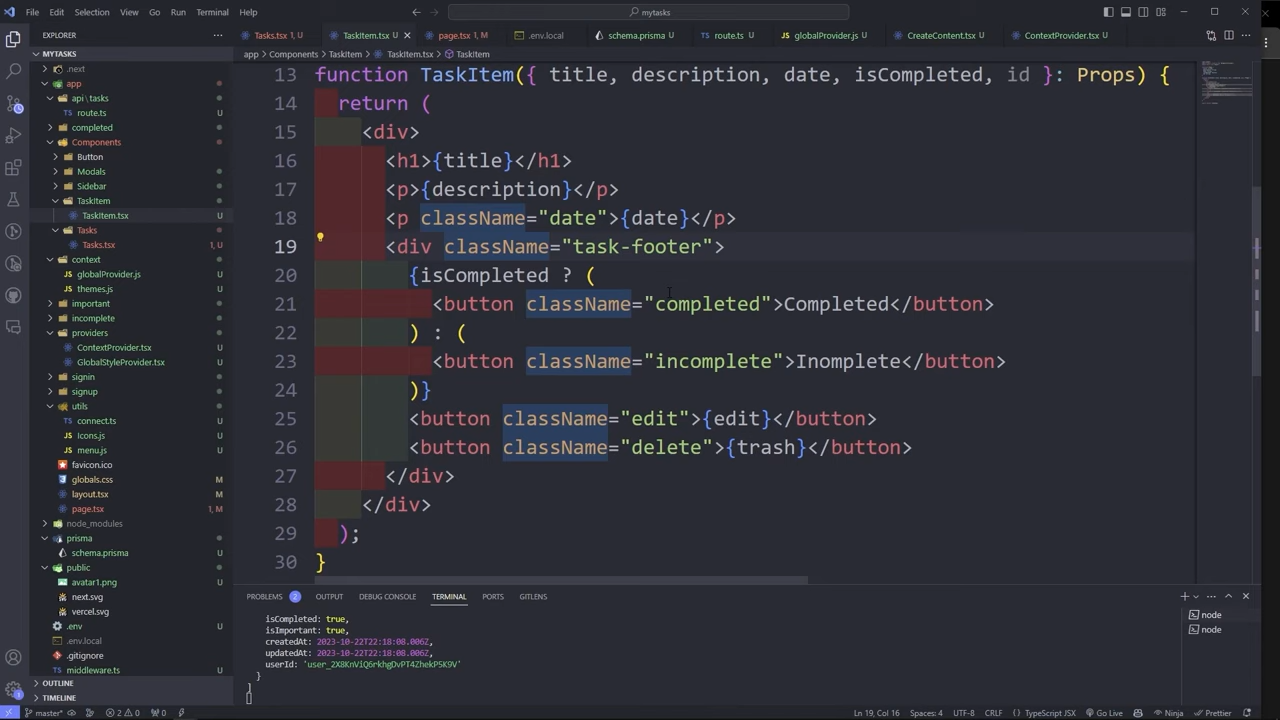 File Edit Selection View Go Run Terminal Help
mytasks
EXPLORER
Tasks.tsx 1, U
TaskItem.tsx U
page.tsx 1, M
.env.local
schema.prisma U
route.ts U
globalProvider.js U
CreateContent.tsx U
ContextProvider.tsx U
app > Components > TaskItem > TaskItem.tsx > TaskItem
MYTASKS
.next
app
api\tasks
route.ts U
completed
Components
Button
Modals
Sidebar
TaskItem
TaskItem.tsx U
Tasks
Tasks.tsx 1, U
context
globalProvider.js U
themes.js U
important
incomplete
providers
ContextProvider.tsx U
GlobalStyleProvider.tsx U
signin
signup
utils
connect.ts U
Icons.js U
menu.js U
favicon.ico
globals.css M
layout.tsx M
page.tsx 1, M
node_modules
prisma
schema.prisma U
public
avatar1.png U
next.svg
vercel.svg
.env U
.env.local
.gitignore
middleware.ts U
OUTLINE
TIMELINE
13 function TaskItem({ title, description, date, isCompleted, id }: Props) {
14 return (
15 <div>
16 <h1>{title}</h1>
17 <p>{description}</p>
18 <p className="date">{date}</p>
19 <div className="task-footer">
20 {isCompleted ? (
21 <button className="completed">Completed</button>
22 ) : (
23 <button className="incomplete">Inomplete</button>
24 )}
25 <button className="edit">{edit}</button>
26 <button className="delete">{trash}</button>
27 </div>
28 </div>
29 );
30 }
PROBLEMS 2 OUTPUT DEBUG CONSOLE TERMINAL PORTS GITLENS
isCompleted: true,
isImportant: true,
createdAt: 2023-10-22T22:18:08.006Z,
updatedAt: 2023-10-22T22:18:08.006Z,
userId: 'user_2X8KnViQ6rkhgDvPT4ZhekP5K9V'
}
]
node
node
master* 2 0 0 Ln 19, Col 16 Spaces: 4 UTF-8 CRLF TypeScript JSX Go Live Ninja Prettier